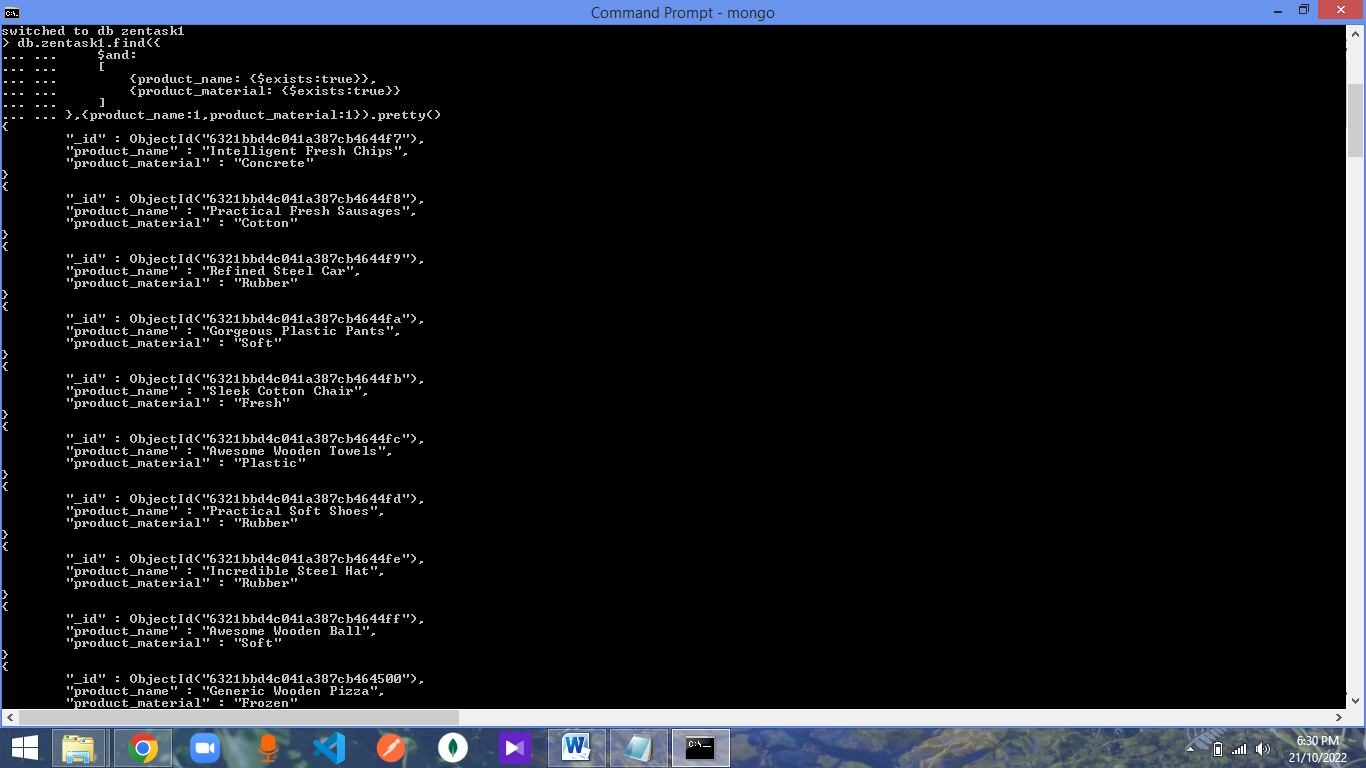 Command Prompt - mongo
switched to db zentask1
> db.zentask1.find({
... ...     $and:
... ...     [
... ...         {product_name: {$exists:true}},
... ...         {product_material: {$exists:true}}
... ...     ]
... ... },{product_name:1,product_material:1}).pretty()
{
        "_id" : ObjectId("6321bbd4c041a387cb4644f7"),
        "product_name" : "Intelligent Fresh Chips",
        "product_material" : "Concrete"
}
{
        "_id" : ObjectId("6321bbd4c041a387cb4644f8"),
        "product_name" : "Practical Fresh Sausages",
        "product_material" : "Cotton"
}
{
        "_id" : ObjectId("6321bbd4c041a387cb4644f9"),
        "product_name" : "Refined Steel Car",
        "product_material" : "Rubber"
}
{
        "_id" : ObjectId("6321bbd4c041a387cb4644fa"),
        "product_name" : "Gorgeous Plastic Pants",
        "product_material" : "Soft"
}
{
        "_id" : ObjectId("6321bbd4c041a387cb4644fb"),
        "product_name" : "Sleek Cotton Chair",
        "product_material" : "Fresh"
}
{
        "_id" : ObjectId("6321bbd4c041a387cb4644fc"),
        "product_name" : "Awesome Wooden Towels",
        "product_material" : "Plastic"
}
{
        "_id" : ObjectId("6321bbd4c041a387cb4644fd"),
        "product_name" : "Practical Soft Shoes",
        "product_material" : "Rubber"
}
{
        "_id" : ObjectId("6321bbd4c041a387cb4644fe"),
        "product_name" : "Incredible Steel Hat",
        "product_material" : "Rubber"
}
{
        "_id" : ObjectId("6321bbd4c041a387cb4644ff"),
        "product_name" : "Awesome Wooden Ball",
        "product_material" : "Soft"
}
{
        "_id" : ObjectId("6321bbd4c041a387cb464500"),
        "product_name" : "Generic Wooden Pizza",
        "product_material" : "Frozen"
6:30 PM
21/10/2022